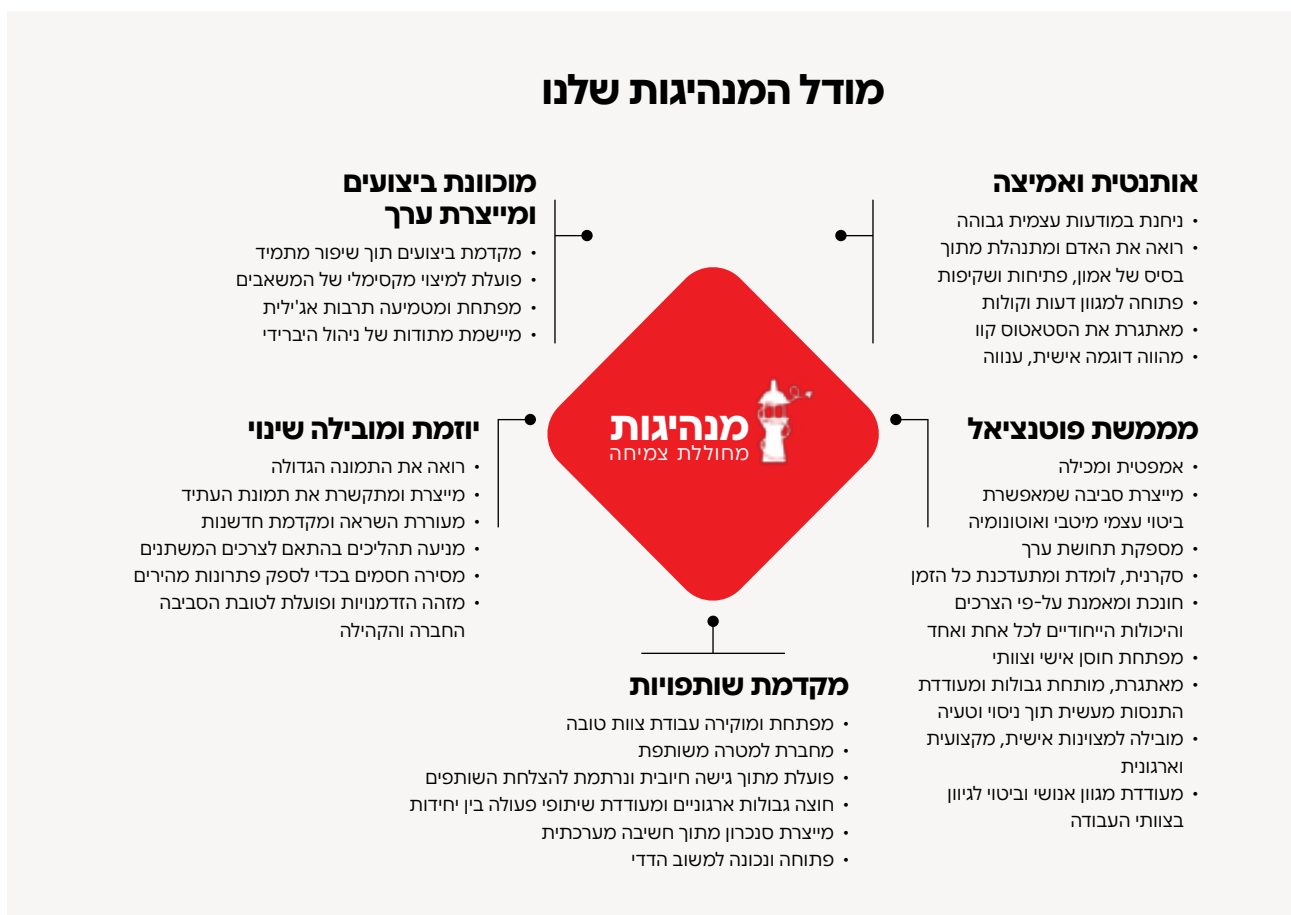 מודל המנהיגות שלנו
אותנטית ואמיצה
• ניחנת במודעות עצמית גבוהה
• רואה את האדם ומתנהלת מתוך
בסיס של אמון, פתיחות ושקיפות
• פתוחה למגוון דעות וקולות
• מאתגרת את הסטאטוס קוו
• מהווה דוגמה אישית, ענווה
מוכוונת ביצועים
ומייצרת ערך
• מקדמת ביצועים תוך שיפור מתמיד
• פועלת למיצוי מקסימלי של המשאבים
• מפתחת ומטמיעה תרבות אג'ילית
• מיישמת מתודות של ניהול היברידי
מנהיגות
מחוללת צמיחה
מממשת פוטנציאל
• אמפטית ומכילה
• מייצרת סביבה שמאפשרת
ביטוי עצמי מיטבי ואוטונומיה
• מספקת תחושת ערך
• סקרנית, לומדת ומתעדכנת כל הזמן
• חונכת ומאמנת על-פי הצרכים
והיכולות הייחודיים לכל אחת ואחד
• מפתחת חוסן אישי וצוותי
• מאתגרת, מותחת גבולות ומעודדת
התנסות מעשית תוך ניסוי וטעיה
• מובילה למצוינות אישית, מקצועית
וארגונית
• מעודדת מגוון אנושי וביטוי לגיוון
בצוותי העבודה
יוזמת ומובילה שינוי
• רואה את התמונה הגדולה
• מייצרת ומתקשרת את תמונת העתיד
• מעוררת השראה ומקדמת חדשנות
• מניעה תהליכים בהתאם לצרכים המשתנים
• מסירה חסמים בכדי לספק פתרונות מהירים
• מזהה הזדמנויות ופועלת לטובת הסביבה
החברה והקהילה
מקדמת שותפויות
• מפתחת ומוקירה עבודת צוות טובה
• מחברת למטרה משותפת
• פועלת מתוך גישה חיובית ונרתמת להצלחת השותפים
• חוצה גבולות ארגוניים ומעודדת שיתופי פעולה בין יחידות
• מייצרת סנכרון מתוך חשיבה מערכתית
• פתוחה ונכונה למשוב הדדי